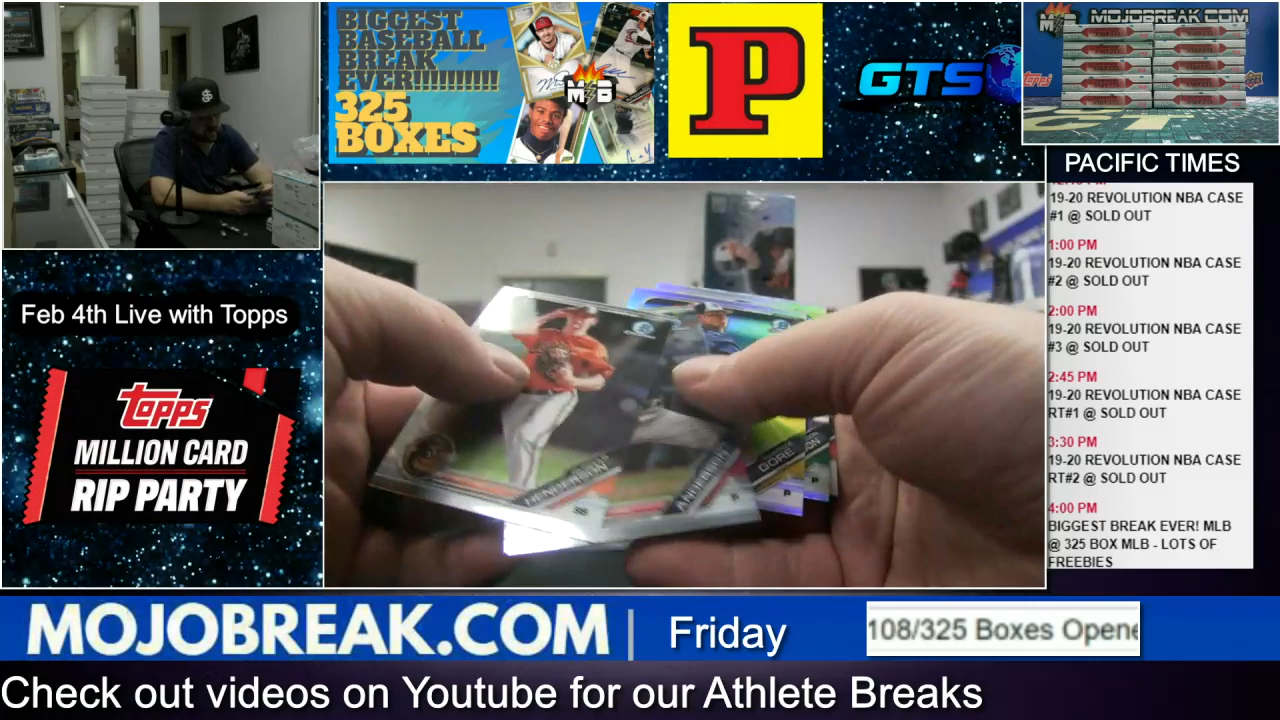 BIGGEST
BASEBALL
BREAK
EVER!!!!!!!!!!!
325
BOXES
M B
P
GTS
MOJOBREAK.COM
topps
PACIFIC TIMES
19-20 REVOLUTION NBA CASE
#1 @ SOLD OUT
1:00 PM
19-20 REVOLUTION NBA CASE
#2 @ SOLD OUT
2:00 PM
19-20 REVOLUTION NBA CASE
#3 @ SOLD OUT
2:45 PM
19-20 REVOLUTION NBA CASE
RT#1 @ SOLD OUT
3:30 PM
19-20 REVOLUTION NBA CASE
RT#2 @ SOLD OUT
4:00 PM
BIGGEST BREAK EVER! MLB
@ 325 BOX MLB - LOTS OF
FREEBIES
Feb 4th Live with Topps
topps
MILLION CARD
RIP PARTY
HENDERSON
GORE
MOJOBREAK.COM
Friday
108/325 Boxes Opene
Check out videos on Youtube for our Athlete Breaks